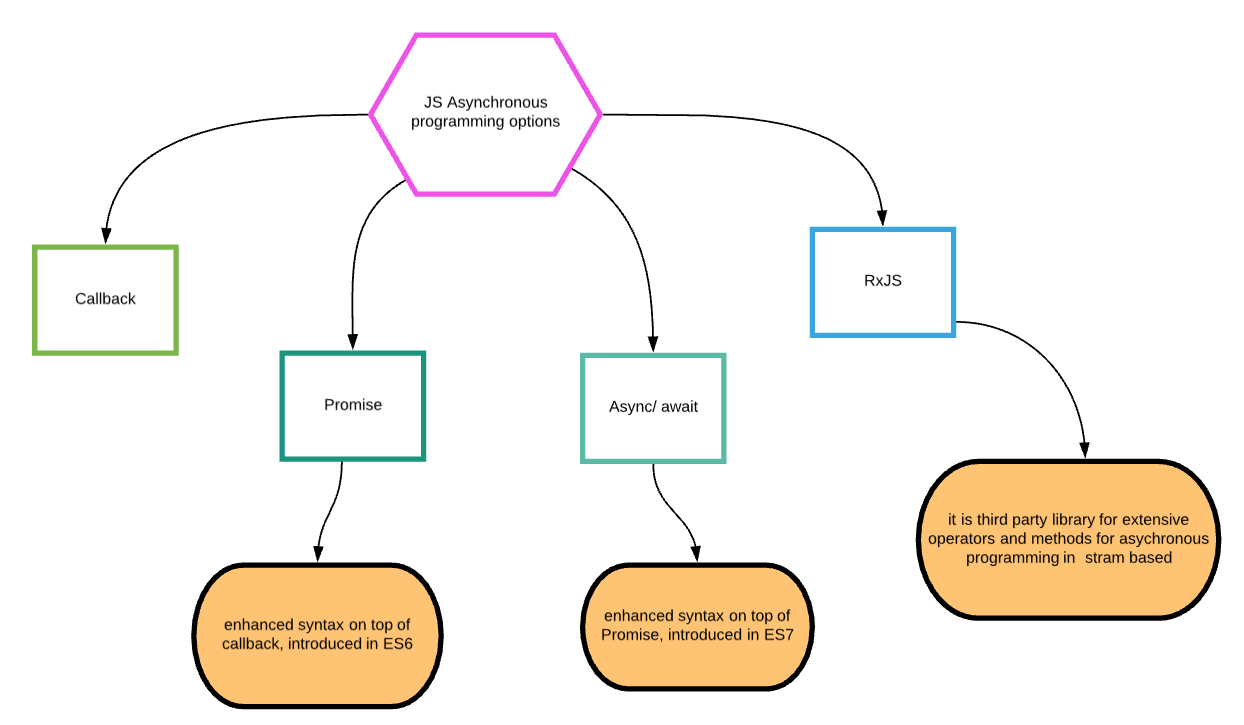 JS Asynchronous
programming options
Callback
RxJS
Promise
Async/ await
it is third party library for extensive
operators and methods for asychronous
programming in  stram based
enhanced syntax on top of
callback, introduced in ES6
enhanced syntax on top of
Promise, introduced in ES7